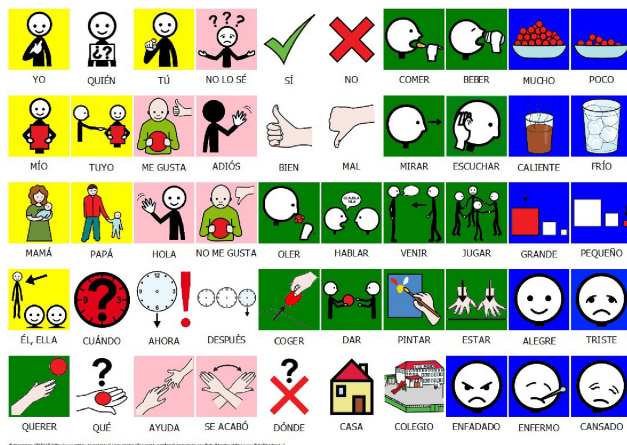 YO QUIÉN TÚ NO LO SÉ SÍ NO COMER BEBER MUCHO POCO
MÍO TUYO ME GUSTA ADIÓS BIEN MAL MIRAR ESCUCHAR CALIENTE FRÍO
MAMÁ PAPÁ HOLA NO ME GUSTA OLER HABLAR VENIR JUGAR GRANDE PEQUEÑO
ÉL, ELLA CUÁNDO AHORA DESPUÈS COGER DAR PINTAR ESTAR ALEGRE TRISTE
QUERER QUÉ AYUDA SE ACABÓ DÓNDE CASA COLEGIO ENFADADO ENFERMO CANSADO